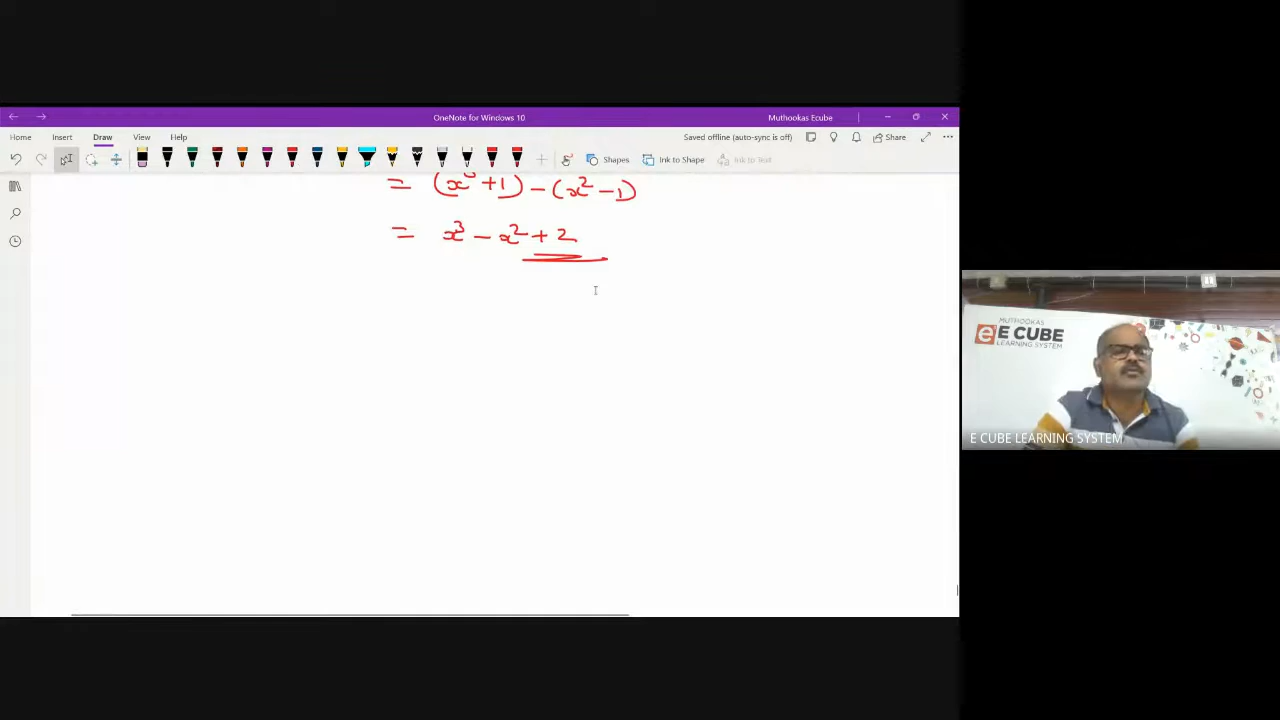 OneNote for Windows 10
Muthookas Ecube
Home Insert Draw View Help
Saved offline (auto-sync is off)
Share
Shapes
Ink to Shape
Ink to Text
= (x³ + 1) − (x² − 1)
= x³ − x² + 2
MUTHOOKAS
e E CUBE
LEARNING SYSTEM
E CUBE LEARNING SYSTEM